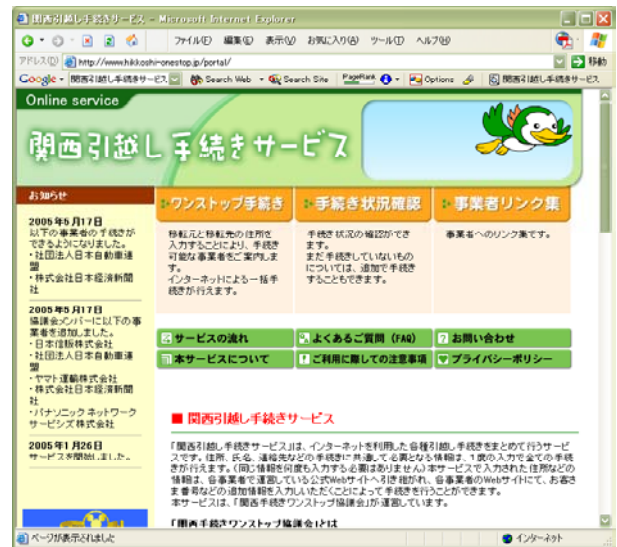 関西引越し手続きサービス - Microsoft Internet Explorer
ファイル(F) 編集(E) 表示(V) お気に入り(A) ツール(T) ヘルプ(H)
アドレス(D) http://www.hikkoshi-onestop.jp/portal/ 移動
Google 関西引越し手続きサービス Search Web Search Site PageRank Options 関西引越し手続きサービス
Online service
関西引越し手続きサービス
お知らせ
2005年5月17日
以下の事業者の手続きが
できるようになりました。
・社団法人日本自動車連
盟
・株式会社日本経済新聞
社
2005年5月17日
協議会メンバーに以下の事
業者を追加しました。
・日本信販株式会社
・社団法人日本自動車連
盟
・ヤマト運輸株式会社
・株式会社日本経済新聞
社
・パナソニック ネットワーク
サービシズ株式会社
2005年1月26日
サービスを開始しました。
ワンストップ手続き
移転元と移転先の住所を
入力することにより、手続き
可能な事業者をご案内しま
す。
インターネットによる一括手
続きが行えます。
手続き状況確認
手続き状況の確認ができ
ます。
まだ手続きしていないもの
については、追加で手続き
することもできます。
事業者リンク集
事業者へのリンク集です。
サービスの流れ よくあるご質問 (FAQ) お問い合わせ
本サービスについて ご利用に際しての注意事項 プライバシーポリシー
■ 関西引越し手続きサービス
「関西引越し手続きサービス」は、インターネットを利用した各種引越し手続きをまとめて行うサービ
スです。住所、氏名、連絡先などの手続きに共通して必要となる情報は、1度の入力で全ての手続
きが行えます。(同じ情報を何度も入力する必要はありません)本サービスで入力された住所などの
情報は、各事業者で運営している公式Webサイトへ引き継がれ、各事業者のWebサイトにて、お客さ
ま番号などの追加情報を入力しいただくことによって手続きを行うことができます。
本サービスは、「関西手続きワンストップ協議会」が運営しています。
「関西手続きワンストップ協議会」とは
ページが表示されました インターネット